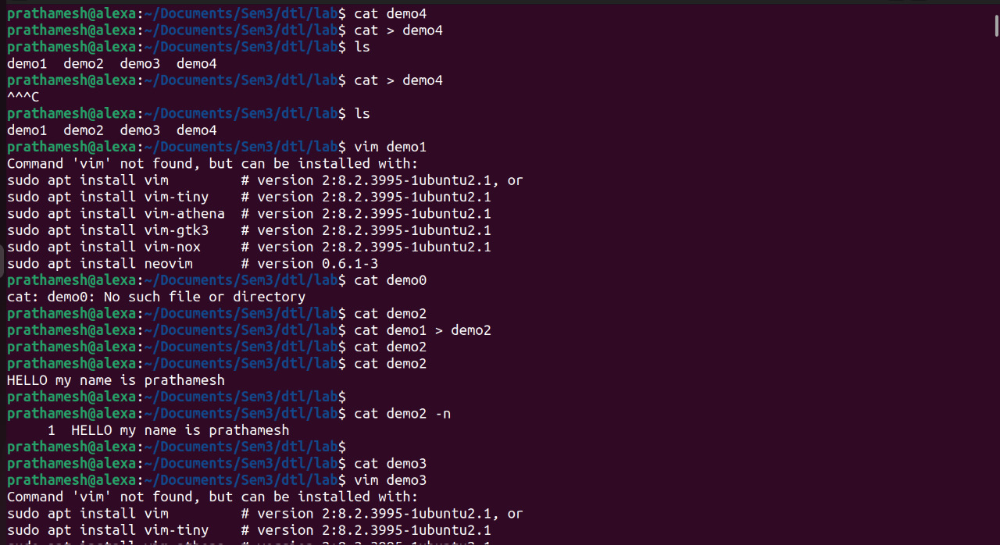 prathamesh@alexa:~/Documents/Sem3/dtl/lab$ cat demo4
prathamesh@alexa:~/Documents/Sem3/dtl/lab$ cat > demo4
prathamesh@alexa:~/Documents/Sem3/dtl/lab$ ls
demo1  demo2  demo3  demo4
prathamesh@alexa:~/Documents/Sem3/dtl/lab$ cat > demo4
^^^C
prathamesh@alexa:~/Documents/Sem3/dtl/lab$ ls
demo1  demo2  demo3  demo4
prathamesh@alexa:~/Documents/Sem3/dtl/lab$ vim demo1
Command 'vim' not found, but can be installed with:
sudo apt install vim         # version 2:8.2.3995-1ubuntu2.1, or
sudo apt install vim-tiny    # version 2:8.2.3995-1ubuntu2.1
sudo apt install vim-athena  # version 2:8.2.3995-1ubuntu2.1
sudo apt install vim-gtk3    # version 2:8.2.3995-1ubuntu2.1
sudo apt install vim-nox     # version 2:8.2.3995-1ubuntu2.1
sudo apt install neovim      # version 0.6.1-3
prathamesh@alexa:~/Documents/Sem3/dtl/lab$ cat demo0
cat: demo0: No such file or directory
prathamesh@alexa:~/Documents/Sem3/dtl/lab$ cat demo2
prathamesh@alexa:~/Documents/Sem3/dtl/lab$ cat demo1 > demo2
prathamesh@alexa:~/Documents/Sem3/dtl/lab$ cat demo2
prathamesh@alexa:~/Documents/Sem3/dtl/lab$ cat demo2
HELLO my name is prathamesh
prathamesh@alexa:~/Documents/Sem3/dtl/lab$
prathamesh@alexa:~/Documents/Sem3/dtl/lab$ cat demo2 -n
     1  HELLO my name is prathamesh
prathamesh@alexa:~/Documents/Sem3/dtl/lab$
prathamesh@alexa:~/Documents/Sem3/dtl/lab$ cat demo3
prathamesh@alexa:~/Documents/Sem3/dtl/lab$ vim demo3
Command 'vim' not found, but can be installed with:
sudo apt install vim         # version 2:8.2.3995-1ubuntu2.1, or
sudo apt install vim-tiny    # version 2:8.2.3995-1ubuntu2.1